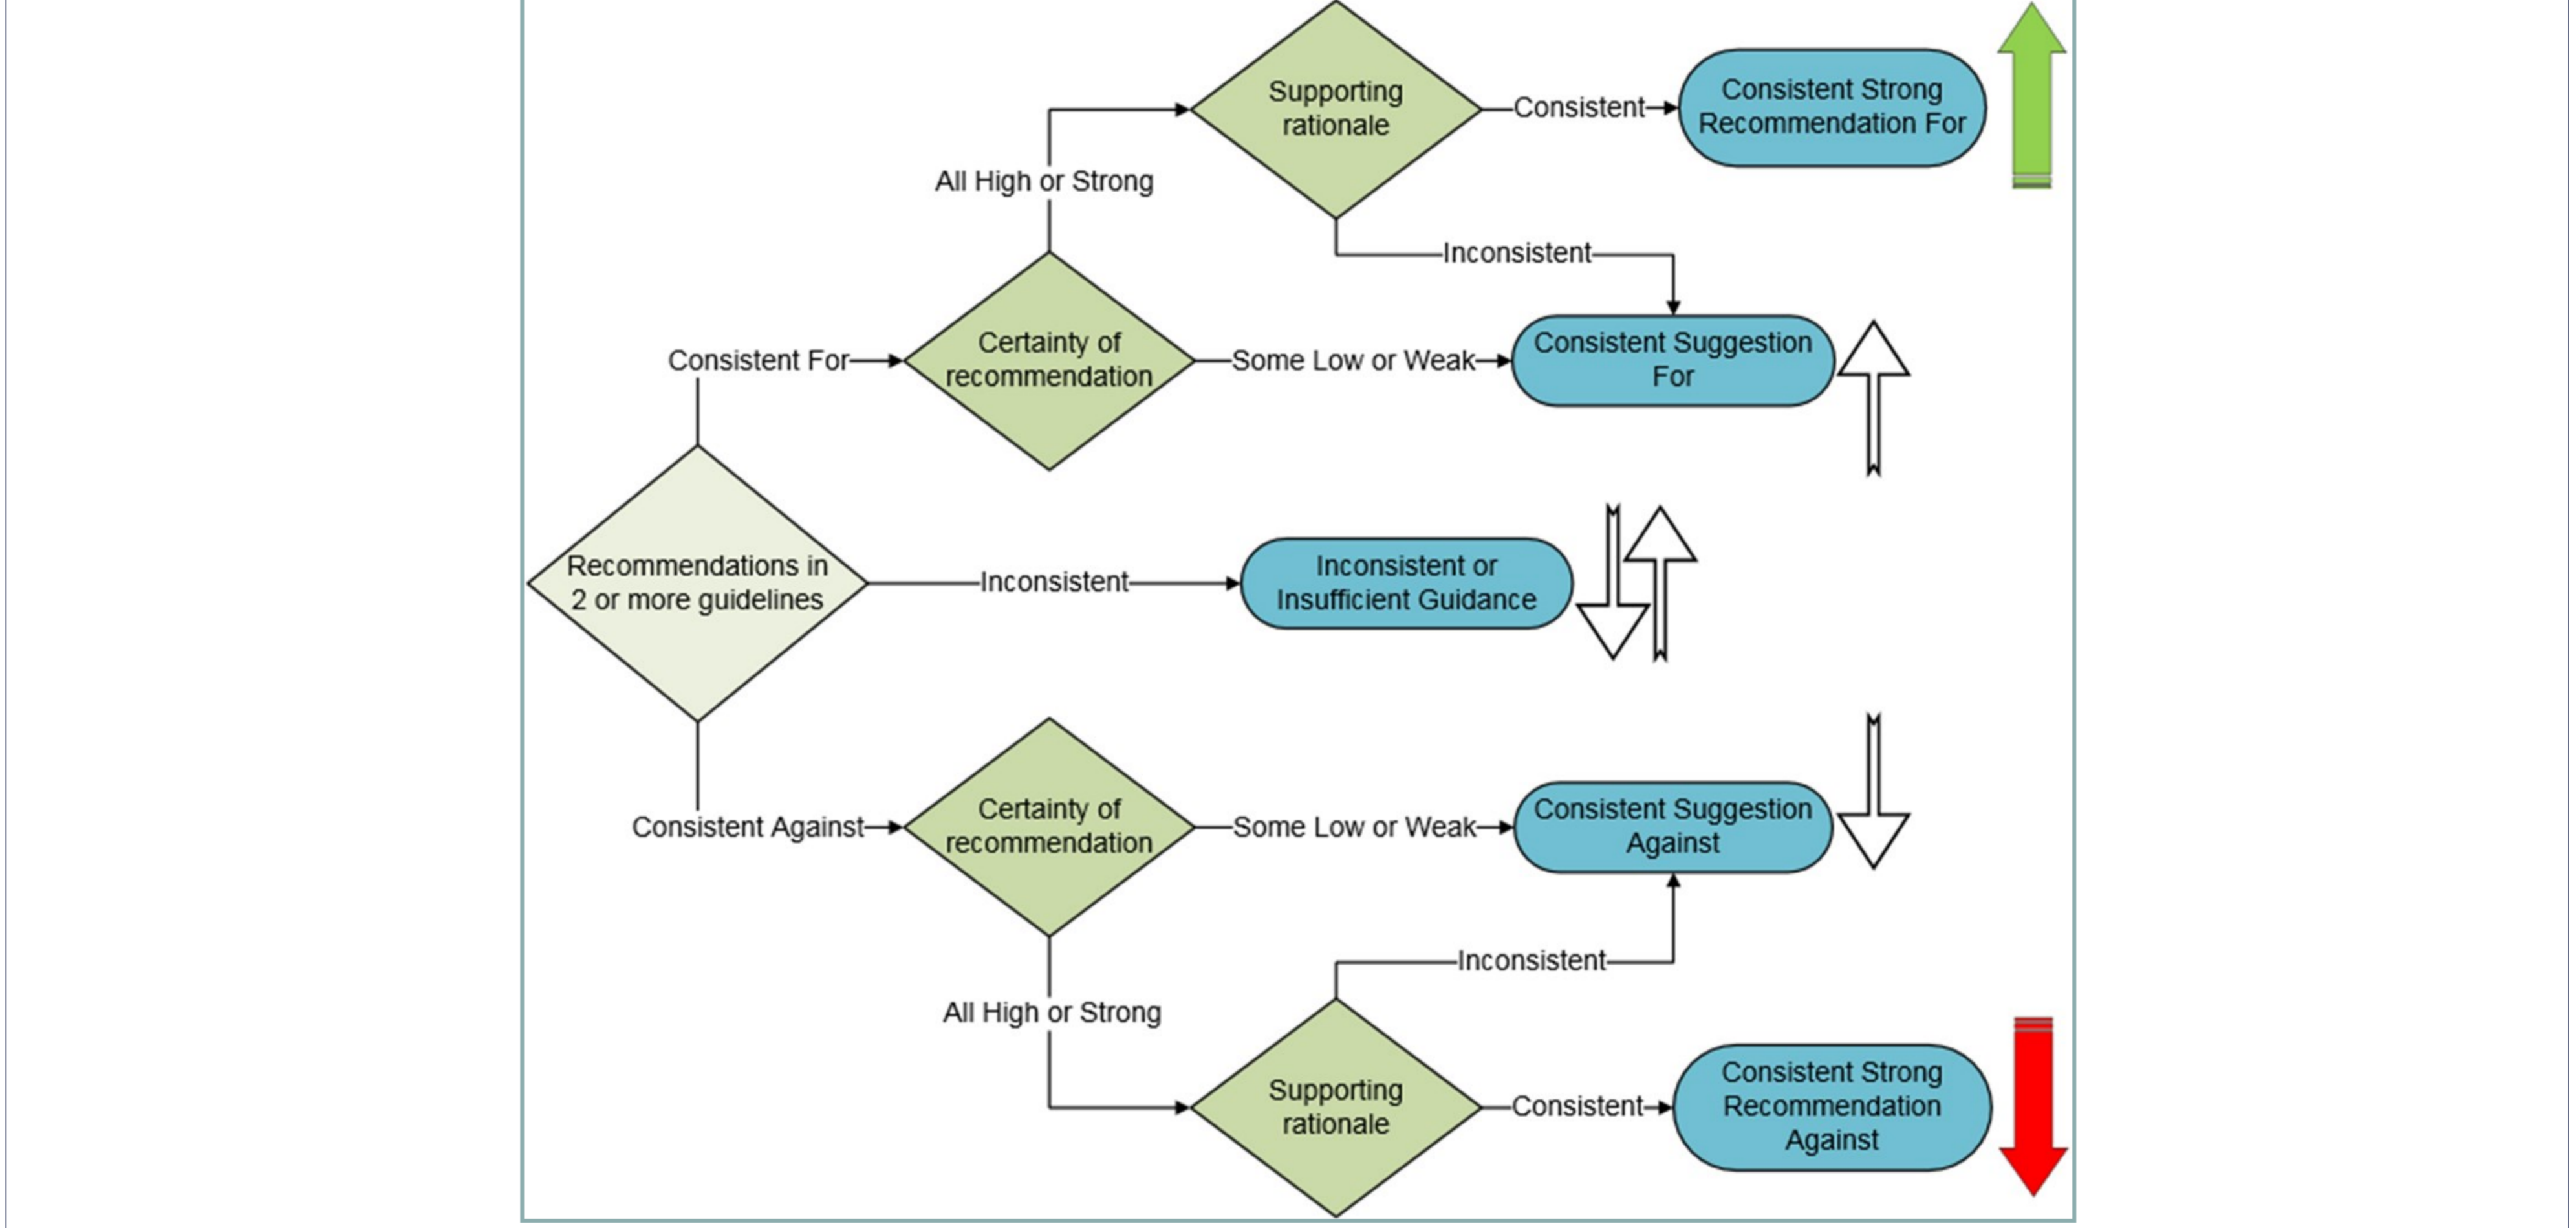 Supporting
rationale
Consistent
Consistent Strong
Recommendation For
All High or Strong
Inconsistent
Consistent For
Certainty of
recommendation
Some Low or Weak
Consistent Suggestion
For
Recommendations in
2 or more guidelines
Inconsistent
Inconsistent or
Insufficient Guidance
Consistent Against
Certainty of
recommendation
Some Low or Weak
Consistent Suggestion
Against
Inconsistent
All High or Strong
Supporting
rationale
Consistent
Consistent Strong
Recommendation
Against